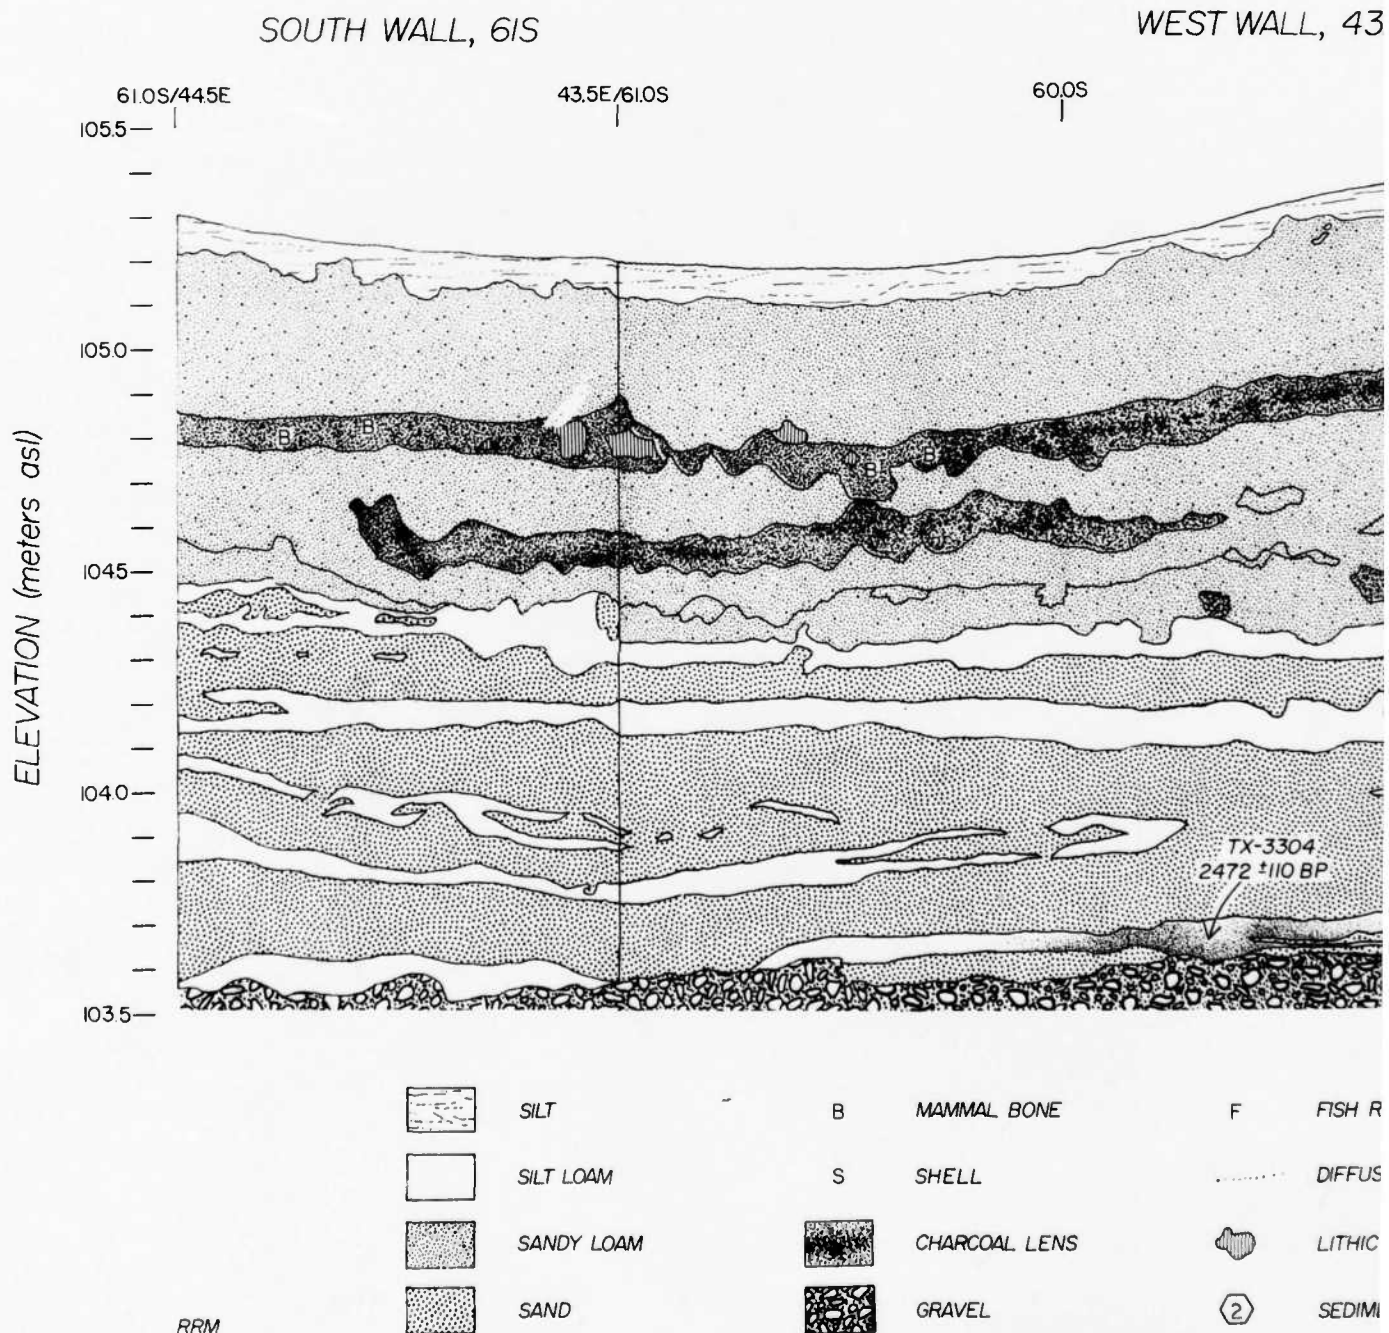 SOUTH WALL, 61S
WEST WALL, 43
61.0S/44.5E
43.5E/61.0S
60.0S
105.5
105.0
104.5
104.0
103.5
ELEVATION (meters asl)
B
B
B
B
TX-3304
2472 ±110 BP
SILT
B MAMMAL BONE
F FISH R
SILT LOAM
S SHELL
DIFFUS
SANDY LOAM
CHARCOAL LENS
LITHIC
SAND
GRAVEL
2 SEDIM
RRM